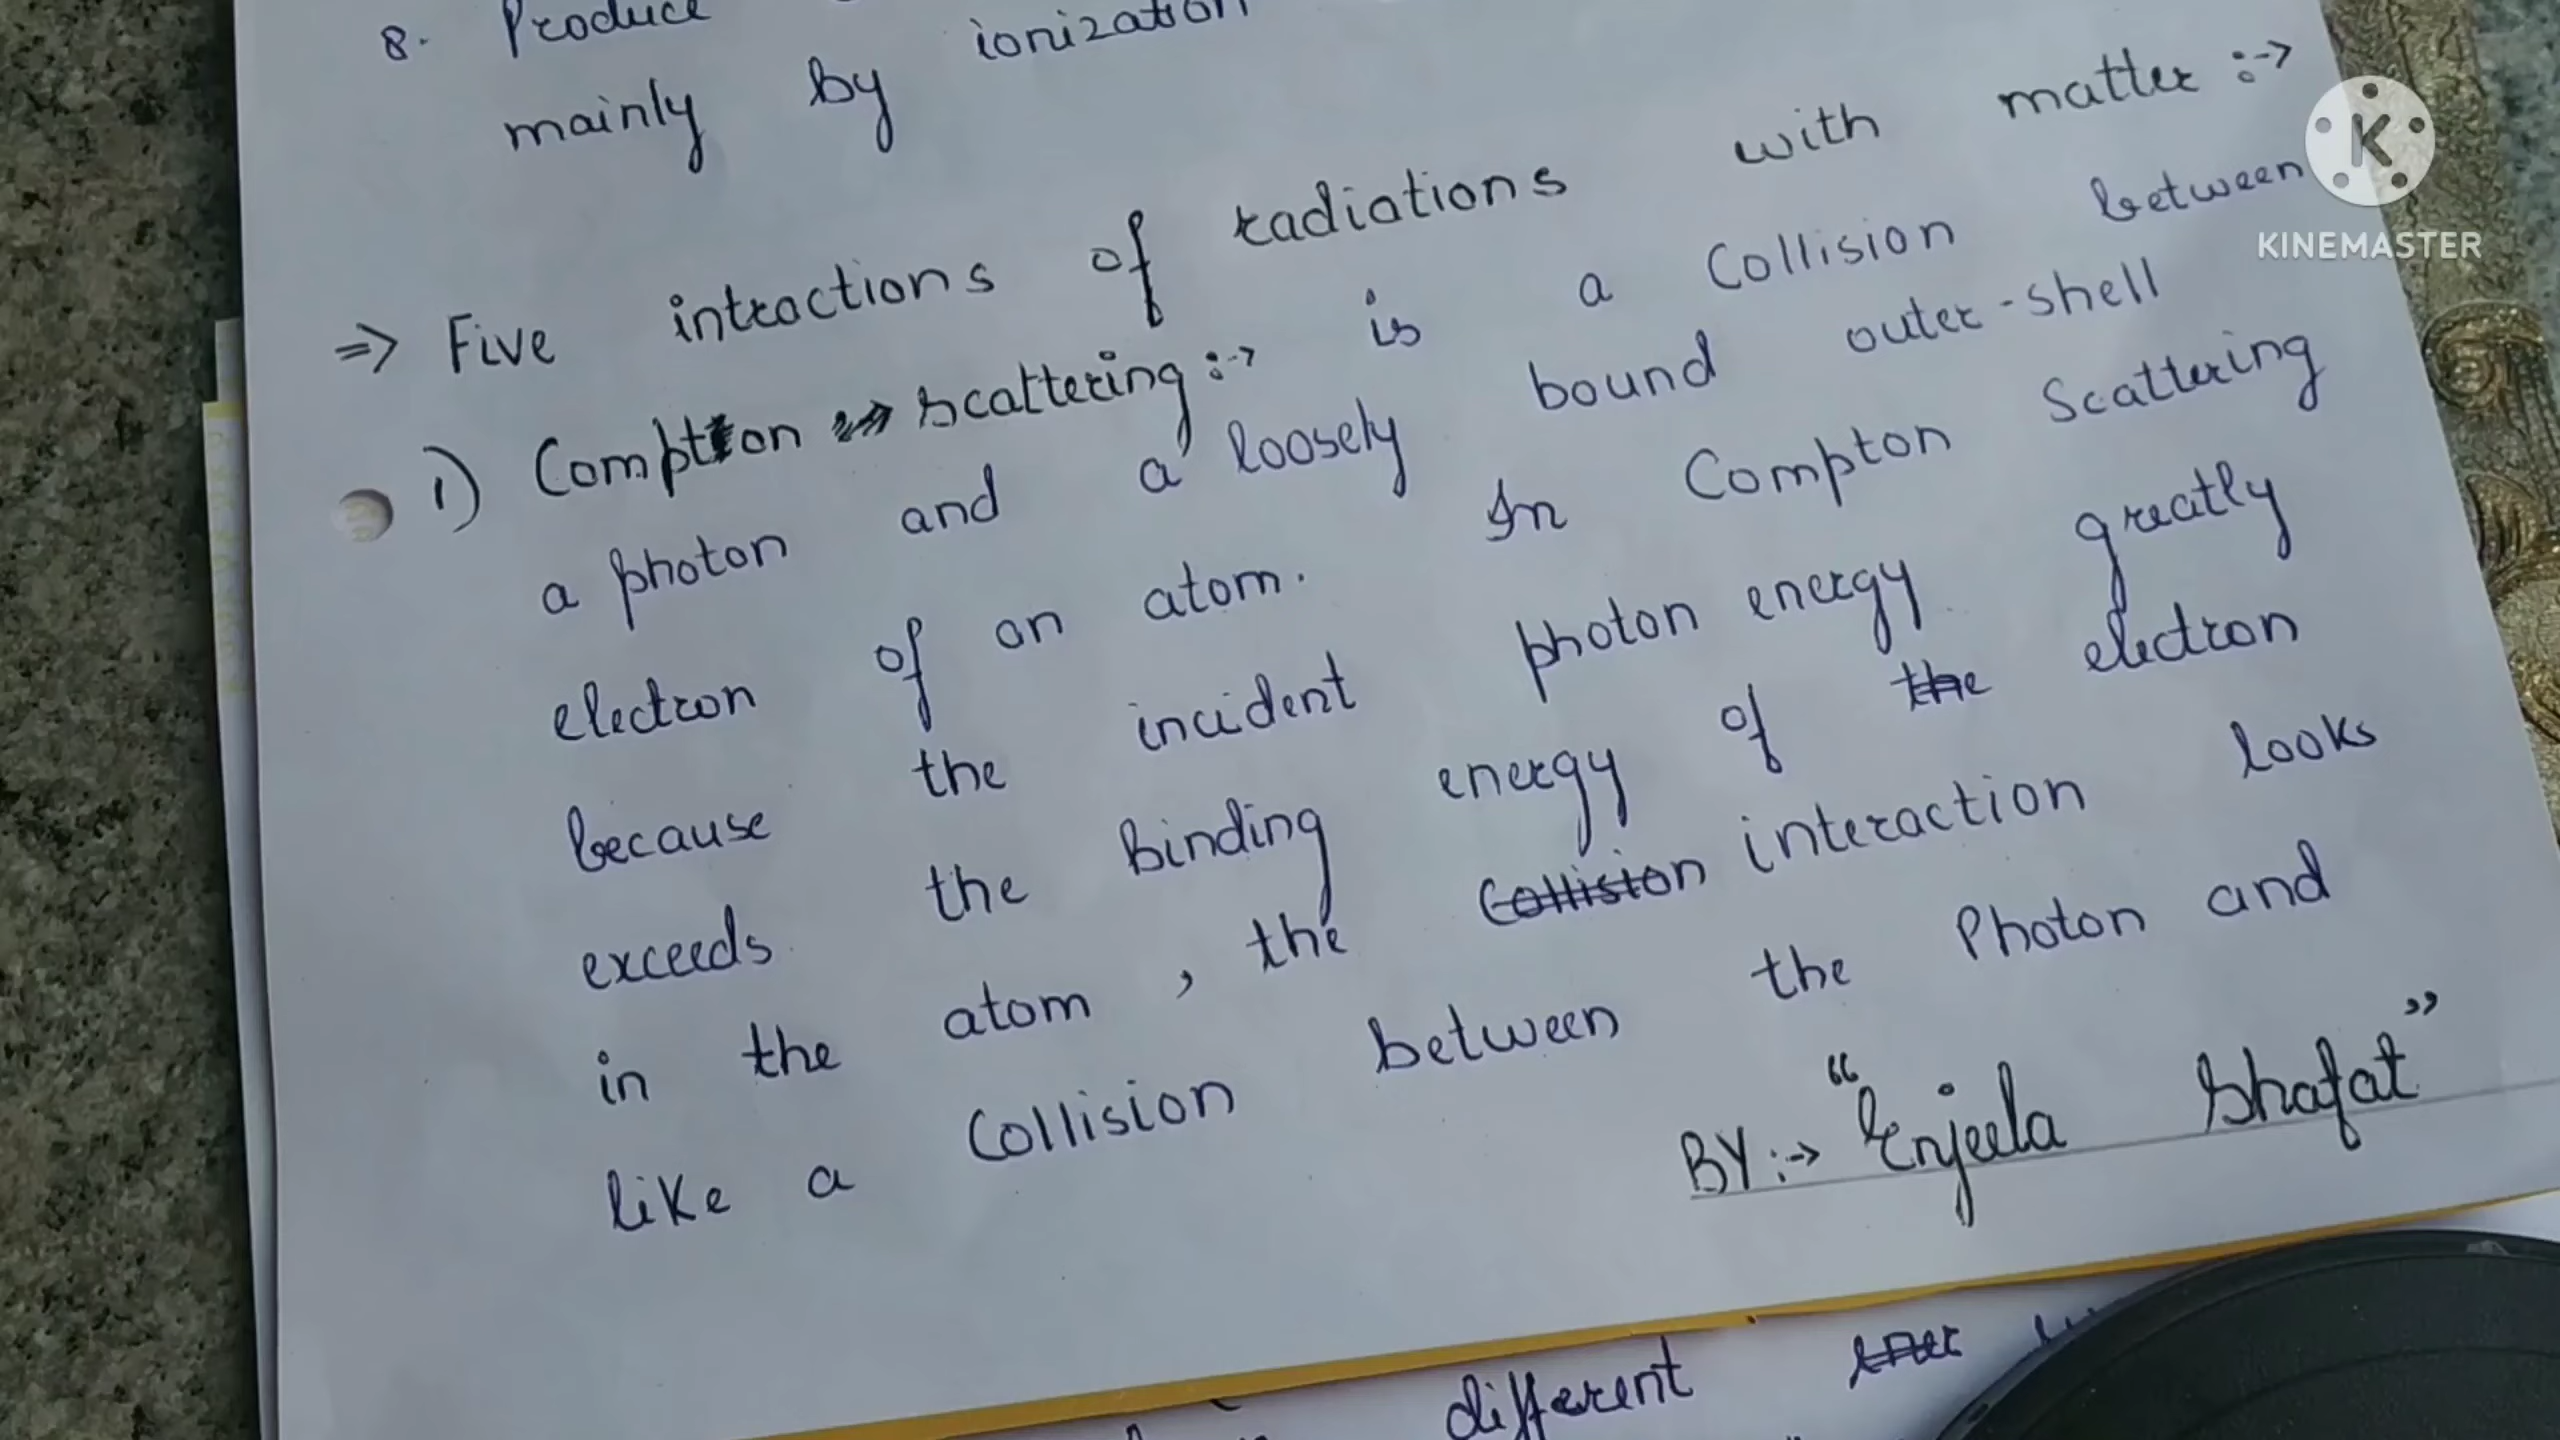 8. Produce
mainly by ionization
⇒ Five intractions of radiations with matter :→
1) Compton scattering :→ is a Collision between
a photon and a loosely bound outer-shell
electron of an atom. In Compton Scattering
because the incident photon energy greatly
exceeds the binding energy of the electron
in the atom, the Collision interaction looks
like a Collision between the Photon and
BY :→ "Enjeela Shafat"
different
K
KINEMASTER